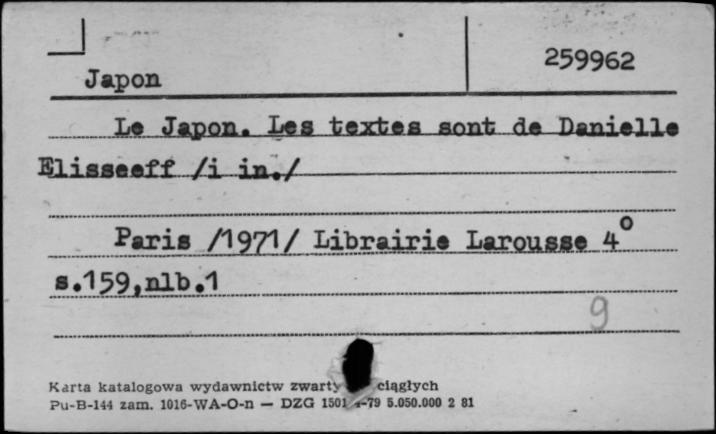 259962
Japon
Le Japon. Les textes sont de Danielle
Elisseeff /i in./
Paris /1971/ Librairie Larousse 4°
s.159,nlb.1
9
Karta katalogowa wydawnictw zwarty ciągłych
Pu-B-144 zam. 1016-WA-O-n — DZG 1501 4-79 5.050.000 2 81